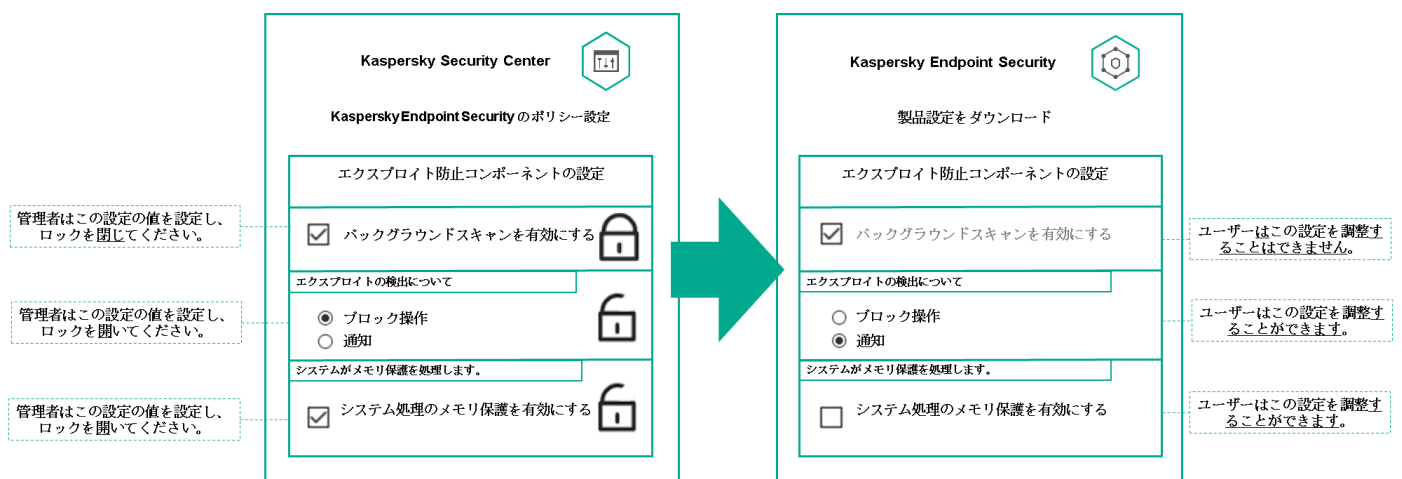 Kaspersky Security Center
Kaspersky Endpoint Security のポリシー設定
エクスプロイト防止コンポーネントの設定
管理者はこの設定の値を設定し、
ロックを閉じてください。
バックグラウンドスキャンを有効にする
エクスプロイトの検出について
管理者はこの設定の値を設定し、
ロックを開いてください。
ブロック操作
通知
システムがメモリ保護を処理します。
管理者はこの設定の値を設定し、
ロックを開いてください。
システム処理のメモリ保護を有効にする
Kaspersky Endpoint Security
製品設定をダウンロード
エクスプロイト防止コンポーネントの設定
バックグラウンドスキャンを有効にする
ユーザーはこの設定を調整す
ることはできません。
エクスプロイトの検出について
ブロック操作
通知
ユーザーはこの設定を調整す
ることができます。
システムがメモリ保護を処理します。
システム処理のメモリ保護を有効にする
ユーザーはこの設定を調整す
ることができます。